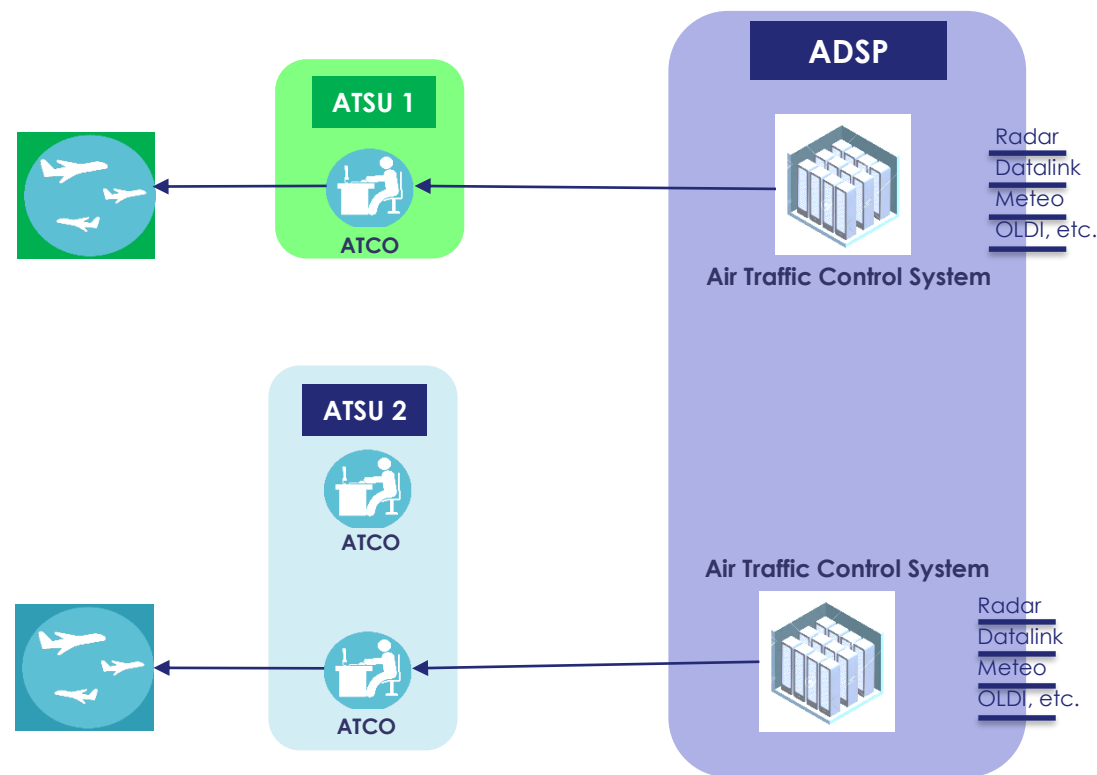 ADSP
ATSU 1
ATCO
Radar
Datalink
Meteo
OLDI, etc.
Air Traffic Control System
ATSU 2
ATCO
Air Traffic Control System
Radar
Datalink
Meteo
OLDI, etc.
ATCO